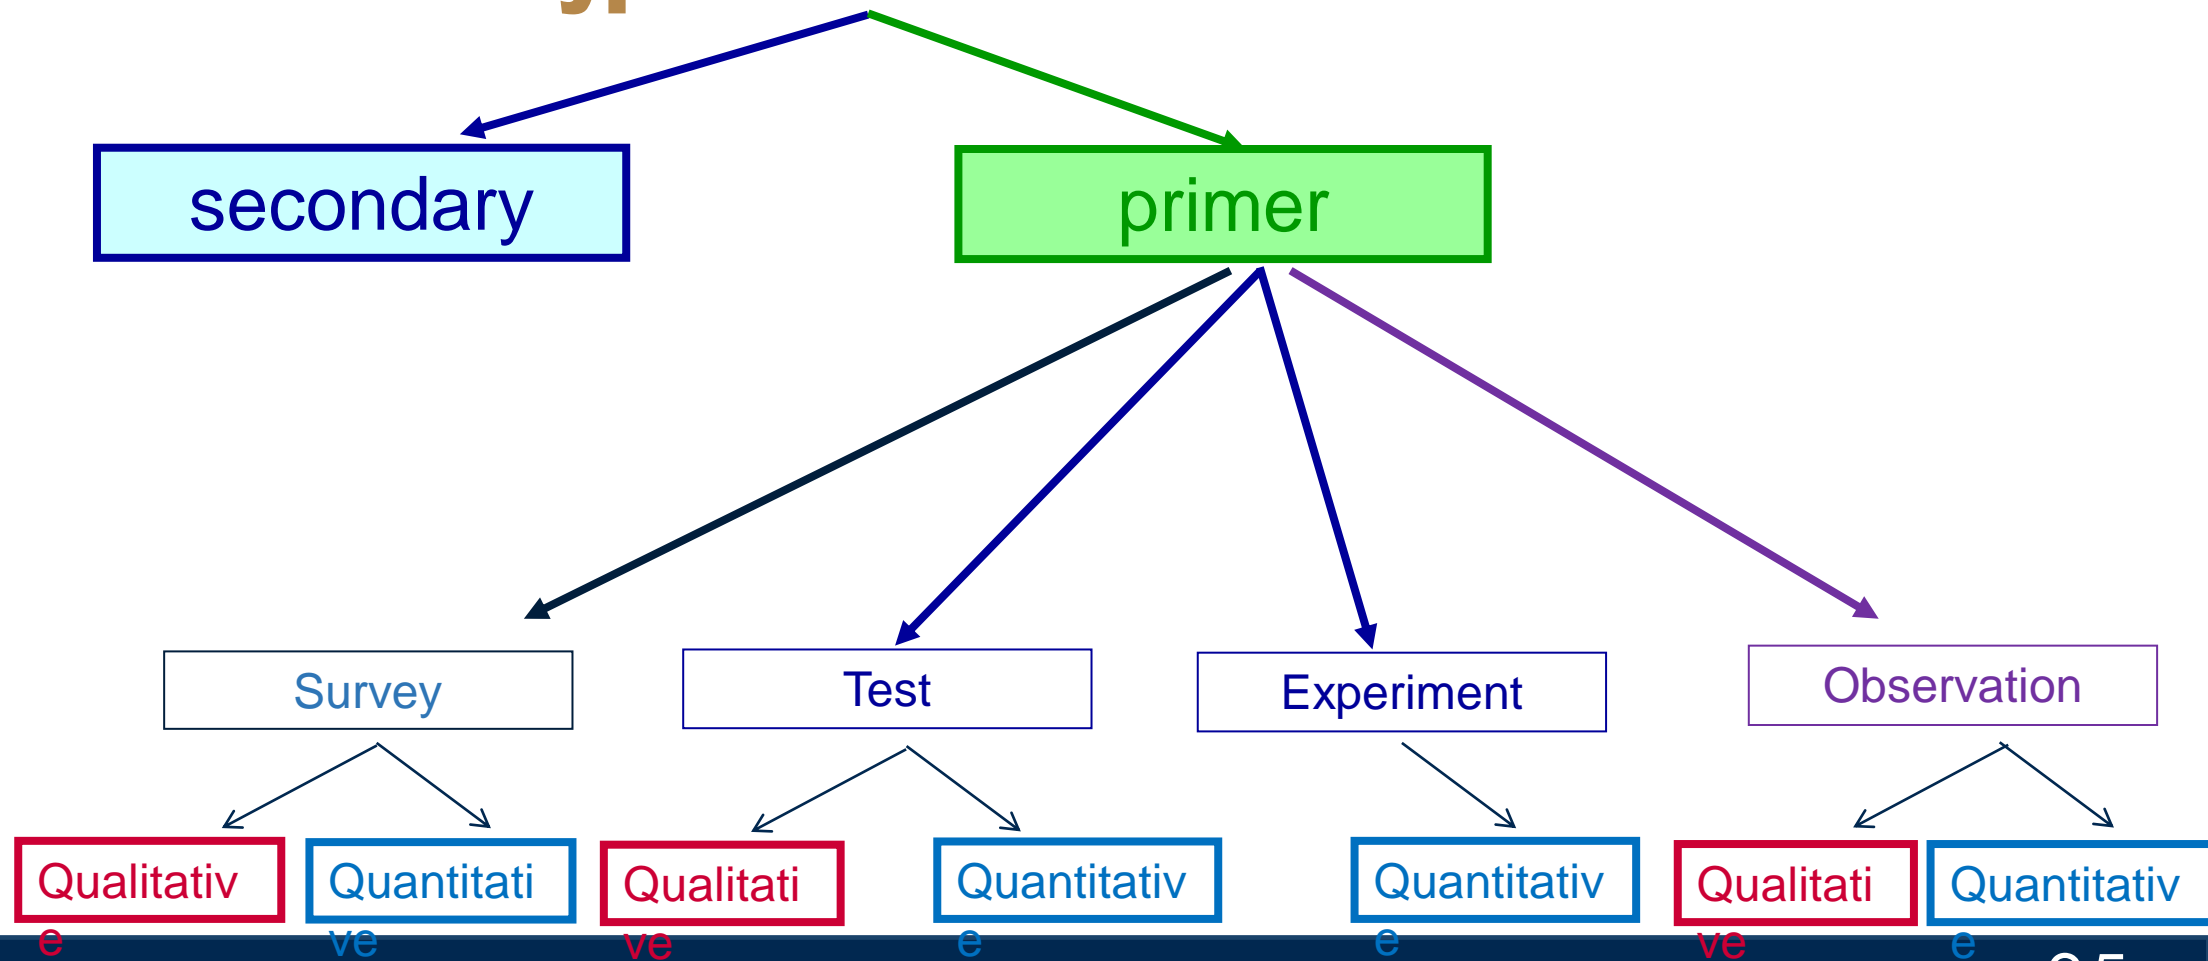 secondary
primer
Survey
Test
Experiment
Observation
Qualitativ
e
Quantitati
ve
Qualitati
ve
Quantitativ
e
Quantitativ
e
Qualitati
ve
Quantitativ
e